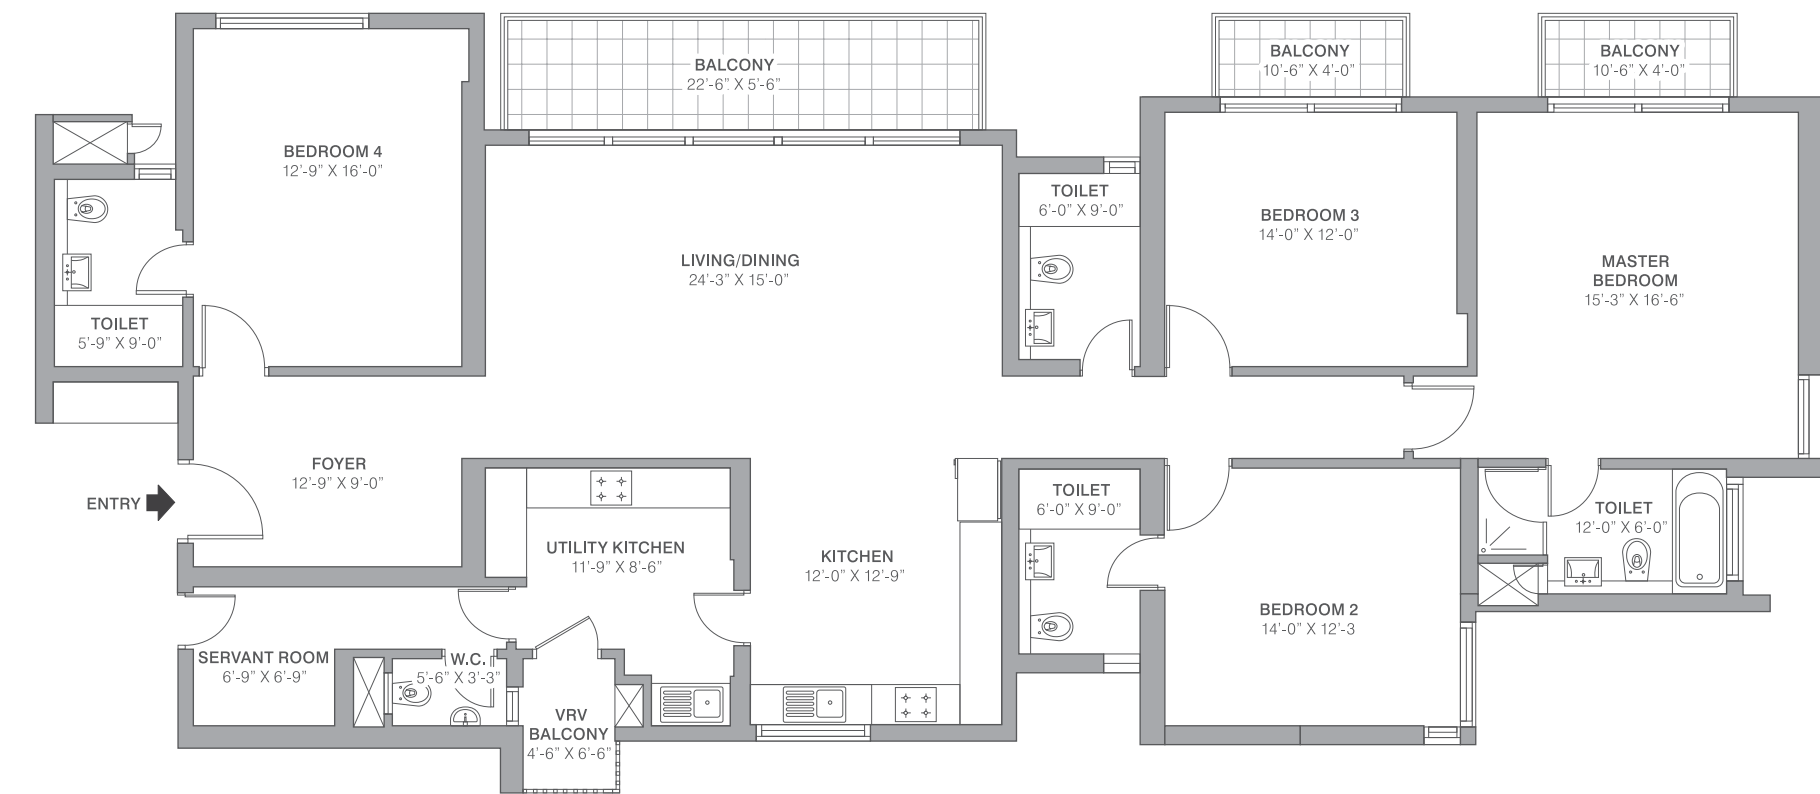 BALCONY
22'-6” X 5'-6”
BALCONY
10'-6” X 4'-0”
BALCONY
10'-6” X 4'-0”
BEDROOM 4
12'-9” X 16'-0”
TOILET
6'-0” X 9'-0”
BEDROOM 3
14'-0” X 12'-0”
LIVING/DINING
24'-3” X 15'-0”
MASTER
BEDROOM
15'-3” X 16'-6”
TOILET
5'-9” X 9'-0”
FOYER
12'-9” X 9'-0”
ENTRY
TOILET
6'-0” X 9'-0”
TOILET
12'-0” X 6'-0”
UTILITY KITCHEN
11'-9” X 8'-6”
KITCHEN
12'-0” X 12'-9”
BEDROOM 2
14'-0” X 12'-3
SERVANT ROOM
6'-9” X 6'-9”
W.C.
5'-6” X 3'-3”
VRV
BALCONY
4'-6” X 6'-6”